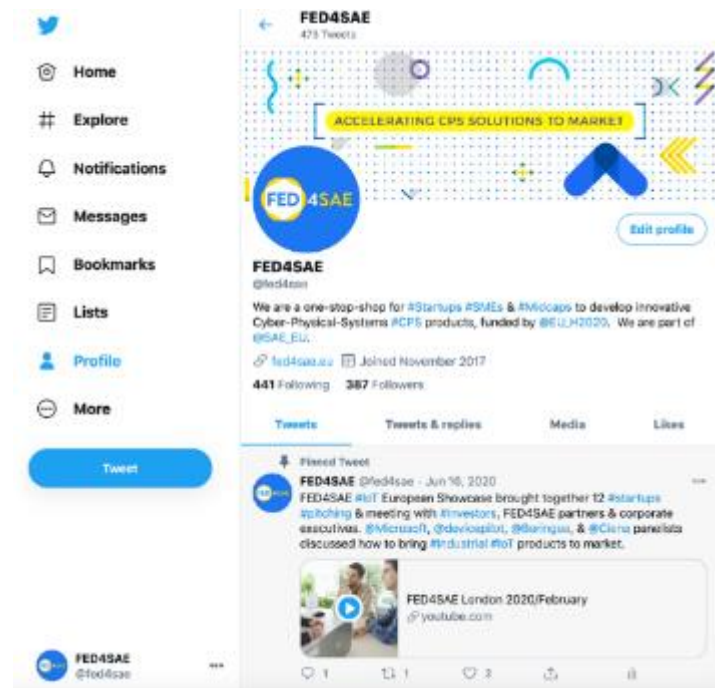 FED4SAE
475 Tweets
Home
Explore
Notifications
Messages
Bookmarks
Lists
Profile
More
Tweet
ACCELERATING CPS SOLUTIONS TO MARKET
FED4SAE
Edit profile
FED4SAE
@fed4sae
We are a one-stop-shop for #Startups #SMEs & #Midcaps to develop innovative
Cyber-Physical-Systems #CPS products, funded by @EU_H2020. We are part of
@SAE_EU.
fed4sae.eu Joined November 2017
441 Following 387 Followers
Tweets Tweets & replies Media Likes
Pinned Tweet
FED4SAE @fed4sae · Jun 16, 2020
FED4SAE #IoT European Showcase brought together 12 #startups
#pitching & meeting with #investors, FED4SAE partners & corporate
executives. @Microsoft, @devicepilot, @Baringa, & @Ciena panelists
discussed how to bring #industrial #IoT products to market.
FED4SAE London 2020/February
youtube.com
1 1 3
FED4SAE
@fed4sae